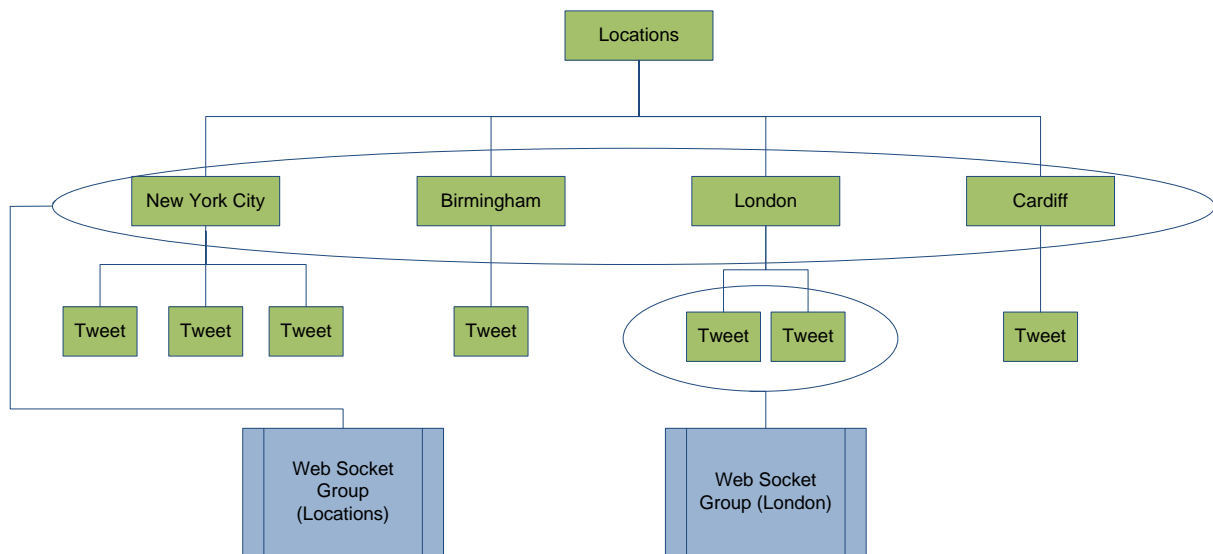 Locations
New York City
Birmingham
London
Cardiff
Tweet
Tweet
Tweet
Tweet
Tweet
Tweet
Tweet
Web Socket
Group
(Locations)
Web Socket
Group (London)